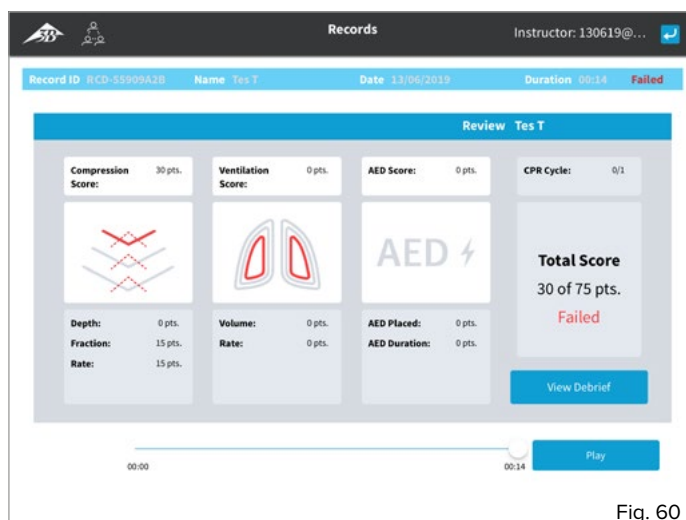 3B
Records
Instructor: 130619@...
Record ID RCD-55909A2B Name Tes T Date 13/06/2019 Duration 00:14 Failed
Review Tes T
Compression Score: 30 pts.
Ventilation Score: 0 pts.
AED Score: 0 pts.
CPR Cycle: 0/1
AED
Total Score
30 of 75 pts.
Failed
Depth: 0 pts.
Fraction: 15 pts.
Rate: 15 pts.
Volume: 0 pts.
Rate: 0 pts.
AED Placed: 0 pts.
AED Duration: 0 pts.
View Debrief
00:00
00:14
Play
Fig. 60